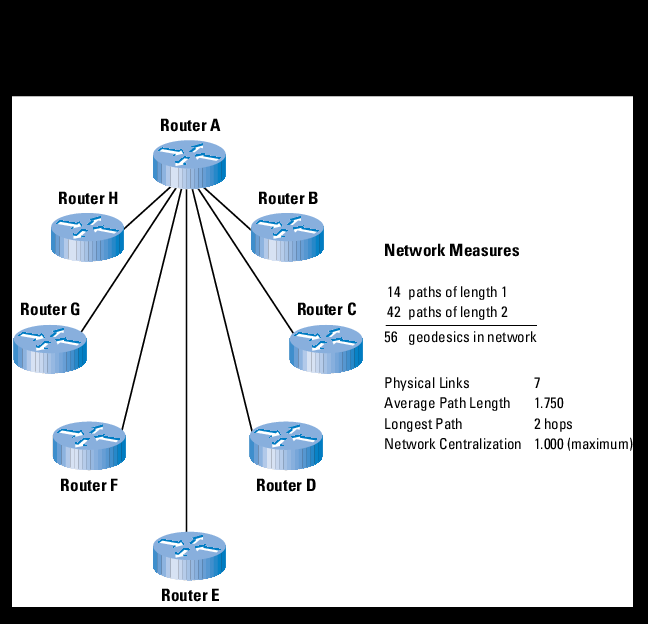 Router A
Router H
Router B
Router G
Router C
Router F
Router D
Router E
Network Measures
14 paths of length 1
42 paths of length 2
56 geodesics in network
Physical Links 7
Average Path Length 1.750
Longest Path 2 hops
Network Centralization 1.000 (maximum)